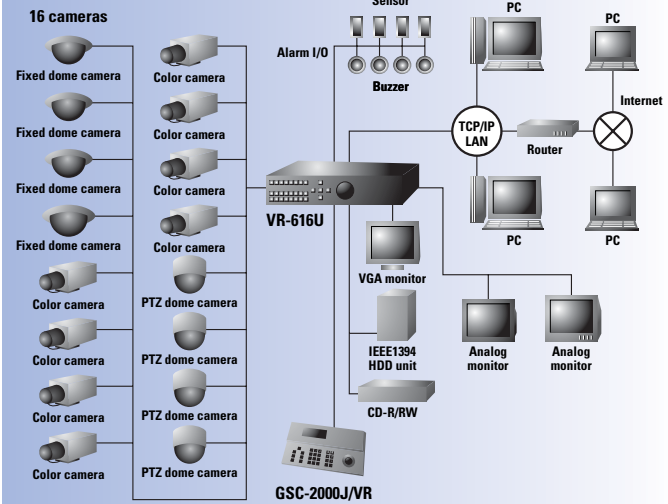 16 cameras
Fixed dome camera
Fixed dome camera
Fixed dome camera
Fixed dome camera
Color camera
Color camera
Color camera
Color camera
Color camera
Color camera
Color camera
Color camera
PTZ dome camera
PTZ dome camera
PTZ dome camera
PTZ dome camera
Sensor
Alarm I/O
Buzzer
VR-616U
VGA monitor
IEEE1394
HDD unit
CD-R/RW
GSC-2000J/VR
PC
PC
TCP/IP
LAN
Router
Internet
PC
PC
Analog
monitor
Analog
monitor